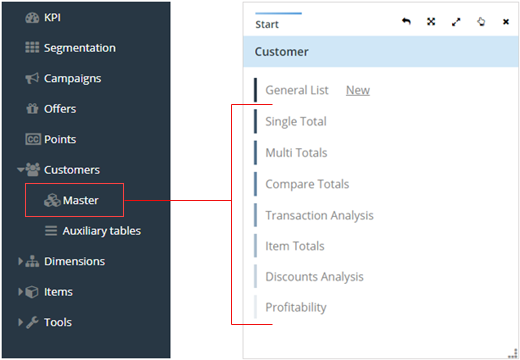 KPI
Segmentation
Campaigns
Offers
CC Points
Customers
Master
Auxiliary tables
Dimensions
Items
Tools
Start
Customer
General List New
Single Total
Multi Totals
Compare Totals
Transaction Analysis
Item Totals
Discounts Analysis
Profitability